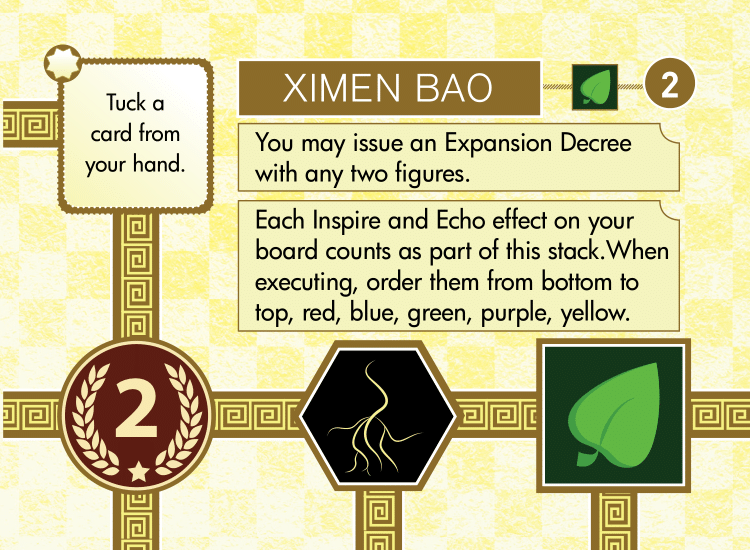 Tuck a
card from
your hand.
XIMEN BAO
2
You may issue an Expansion Decree
with any two figures.
Each Inspire and Echo effect on your
board counts as part of this stack.When
executing, order them from bottom to
top, red, blue, green, purple, yellow.
2